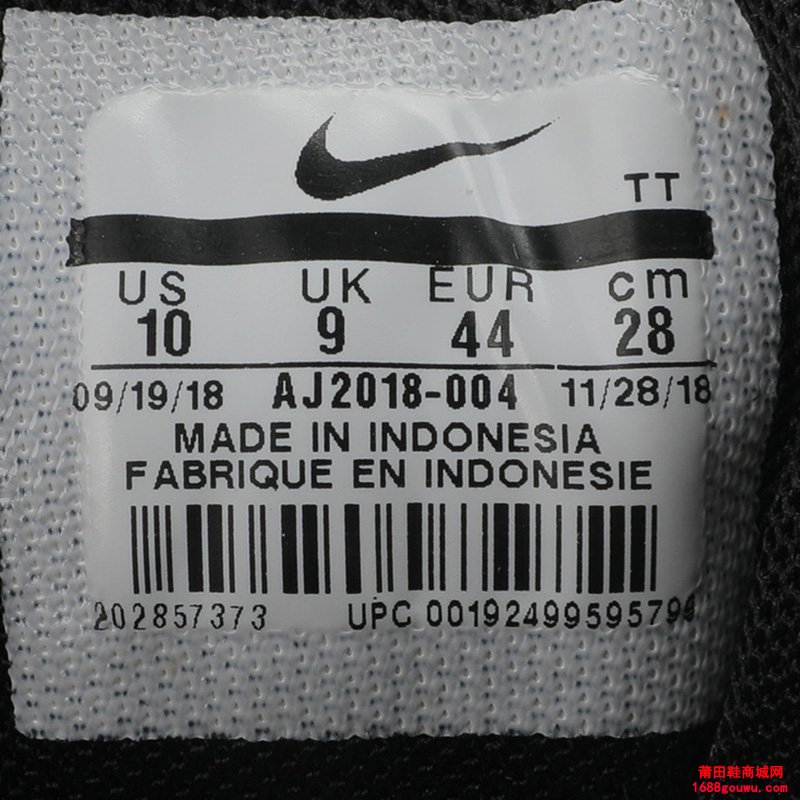 TT
US UK EUR cm
10 9 44 28
09/19/18 AJ2018-004 11/28/18
MADE IN INDONESIA
FABRIQUE EN INDONESIE
202857373 UPC 00192499595799
莆田鞋商城网
1688gouwu.com